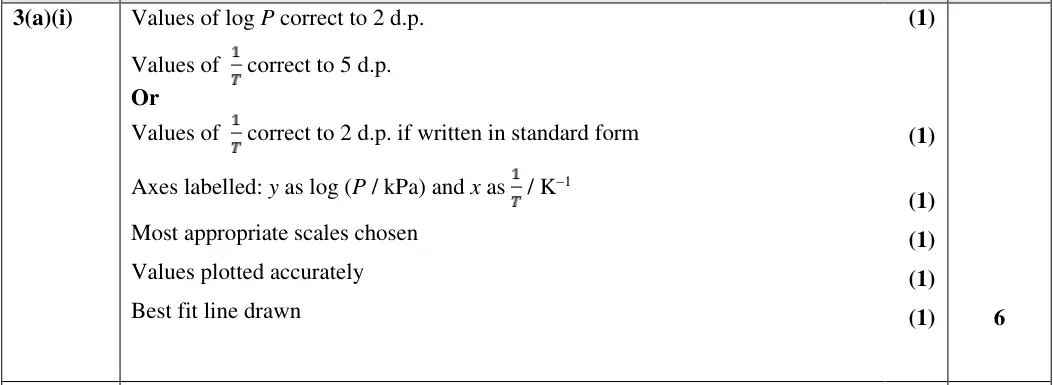 3(a)(i) Values of log P correct to 2 d.p. (1)
Values of 1/T correct to 5 d.p.
Or
Values of 1/T correct to 2 d.p. if written in standard form (1)
Axes labelled: y as log (P / kPa) and x as 1/T / K⁻¹ (1)
Most appropriate scales chosen (1)
Values plotted accurately (1)
Best fit line drawn (1) 6